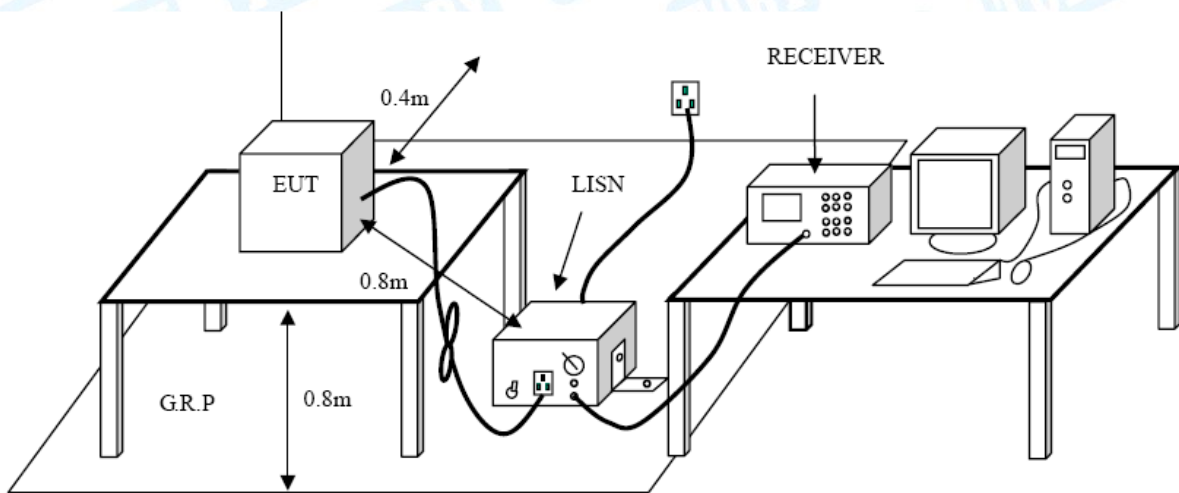 RECEIVER
0.4m
EUT
LISN
0.8m
G.R.P
0.8m